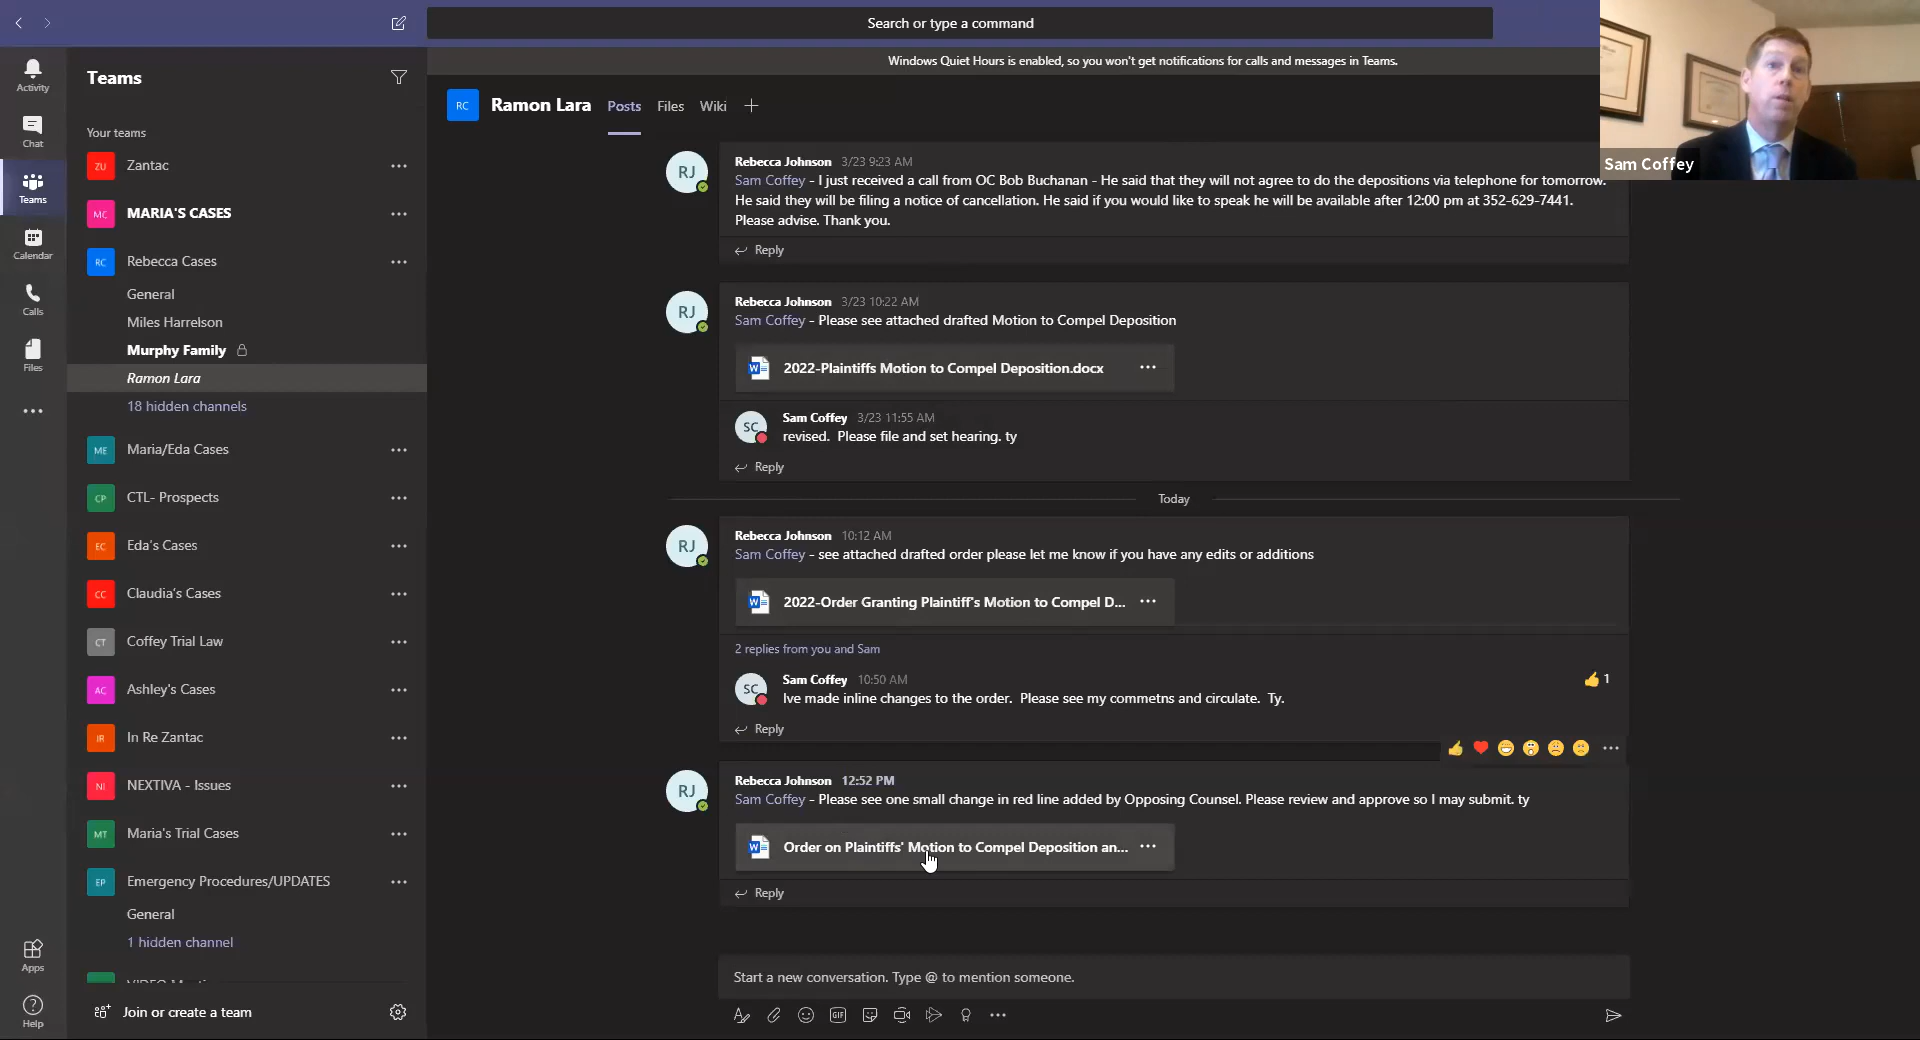 Search or type a command
Windows Quiet Hours is enabled, so you won't get notifications for calls and messages in Teams.
Activity
Chat
Teams
Calendar
Calls
Files
Apps
Help
Teams
Your teams
ZU Zantac
MC MARIA'S CASES
RC Rebecca Cases
General
Miles Harrelson
Murphy Family
Ramon Lara
18 hidden channels
ME Maria/Eda Cases
CP CTL- Prospects
EC Eda's Cases
CC Claudia's Cases
CT Coffey Trial Law
AC Ashley's Cases
IR In Re Zantac
NI NEXTIVA - Issues
MT Maria's Trial Cases
EP Emergency Procedures/UPDATES
General
1 hidden channel
Join or create a team
RC Ramon Lara Posts Files Wiki
RJ Rebecca Johnson 3/23 9:23 AM
Sam Coffey - I just received a call from OC Bob Buchanan - He said that they will not agree to do the depositions via telephone for tomorrow.
He said they will be filing a notice of cancellation. He said if you would like to speak he will be available after 12:00 pm at 352-629-7441.
Please advise. Thank you.
Reply
RJ Rebecca Johnson 3/23 10:22 AM
Sam Coffey - Please see attached drafted Motion to Compel Deposition
2022-Plaintiffs Motion to Compel Deposition.docx
SC Sam Coffey 3/23 11:55 AM
revised. Please file and set hearing. ty
Reply
Today
RJ Rebecca Johnson 10:12 AM
Sam Coffey - see attached drafted order please let me know if you have any edits or additions
2022-Order Granting Plaintiff's Motion to Compel D...
2 replies from you and Sam
SC Sam Coffey 10:50 AM 1
Ive made inline changes to the order. Please see my commetns and circulate. Ty.
Reply
RJ Rebecca Johnson 12:52 PM
Sam Coffey - Please see one small change in red line added by Opposing Counsel. Please review and approve so I may submit. ty
Order on Plaintiffs' Motion to Compel Deposition an...
Reply
Start a new conversation. Type @ to mention someone.
GIF
Sam Coffey